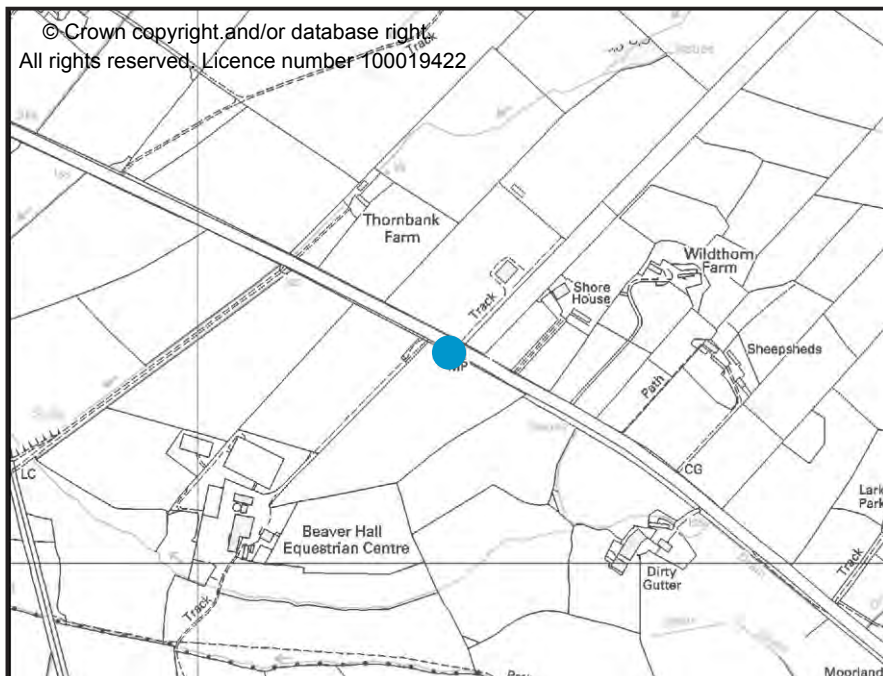 © Crown copyright.and/or database right.
All rights reserved. Licence number 100019422
Track
Thornbank
Farm
Wildthorn
Farm
Shore
House
Track
Sheepsheds
MP
Path
CG
LC
Lark
Park
Beaver Hall
Equestrian Centre
Dirty
Gutter
Drain
Track
Track
Moorland